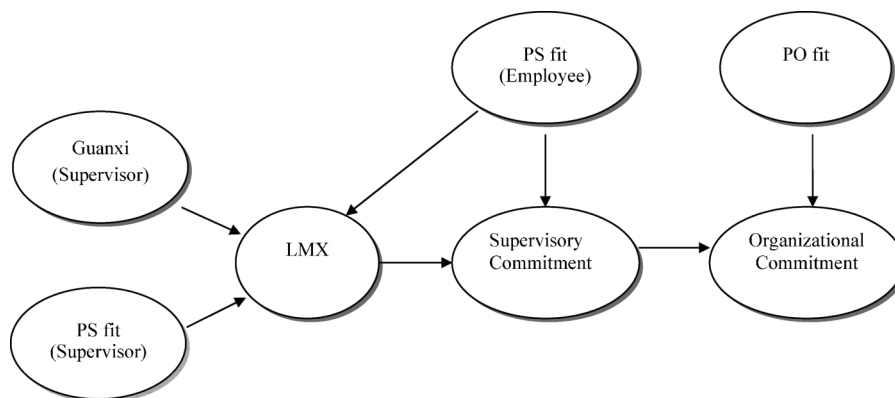 PS fit
(Employee)
PO fit
Guanxi
(Supervisor)
LMX
Supervisory
Commitment
Organizational
Commitment
PS fit
(Supervisor)